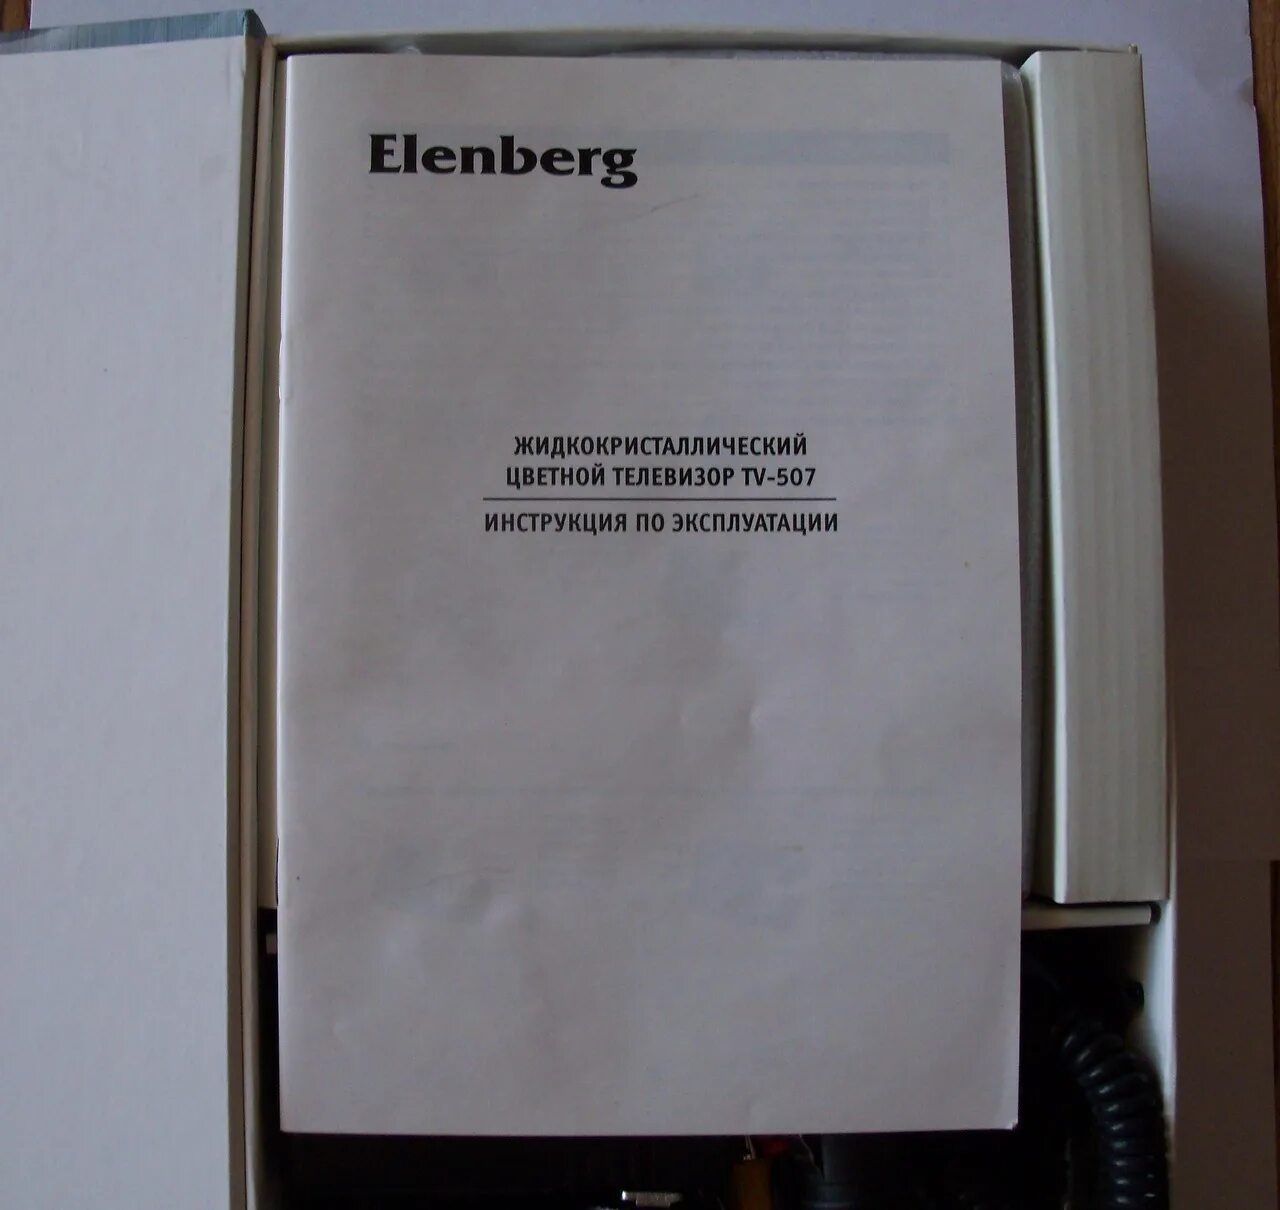 Elenberg
ЖИДКОКРИСТАЛЛИЧЕСКИЙ
ЦВЕТНОЙ ТЕЛЕВИЗОР TV-507
ИНСТРУКЦИЯ ПО ЭКСПЛУАТАЦИИ